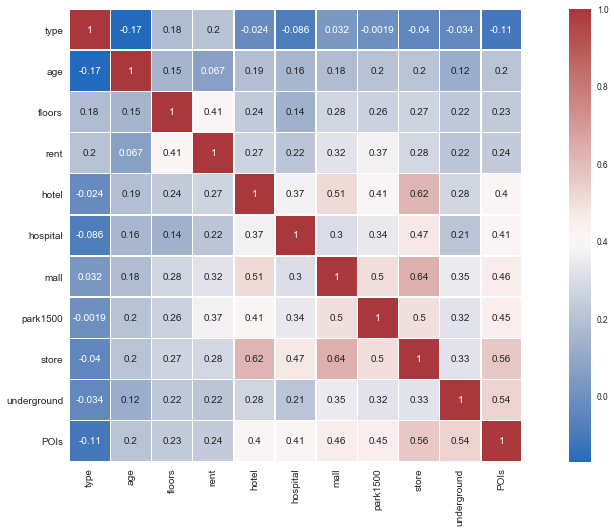 type 1 -0.17 0.18 0.2 -0.024 -0.086 0.032 -0.0019 -0.04 -0.034 -0.11
age -0.17 1 0.15 0.067 0.19 0.16 0.18 0.2 0.2 0.12 0.2
floors 0.18 0.15 1 0.41 0.24 0.14 0.28 0.26 0.27 0.22 0.23
rent 0.2 0.067 0.41 1 0.27 0.22 0.32 0.37 0.28 0.22 0.24
hotel -0.024 0.19 0.24 0.27 1 0.37 0.51 0.41 0.62 0.28 0.4
hospital -0.086 0.16 0.14 0.22 0.37 1 0.3 0.34 0.47 0.21 0.41
mall 0.032 0.18 0.28 0.32 0.51 0.3 1 0.5 0.64 0.35 0.46
park1500 -0.0019 0.2 0.26 0.37 0.41 0.34 0.5 1 0.5 0.32 0.45
store -0.04 0.2 0.27 0.28 0.62 0.47 0.64 0.5 1 0.33 0.56
underground -0.034 0.12 0.22 0.22 0.28 0.21 0.35 0.32 0.33 1 0.54
POIs -0.11 0.2 0.23 0.24 0.4 0.41 0.46 0.45 0.56 0.54 1
type age floors rent hotel hospital mall park1500 store underground POIs
1.0
0.8
0.6
0.4
0.2
0.0